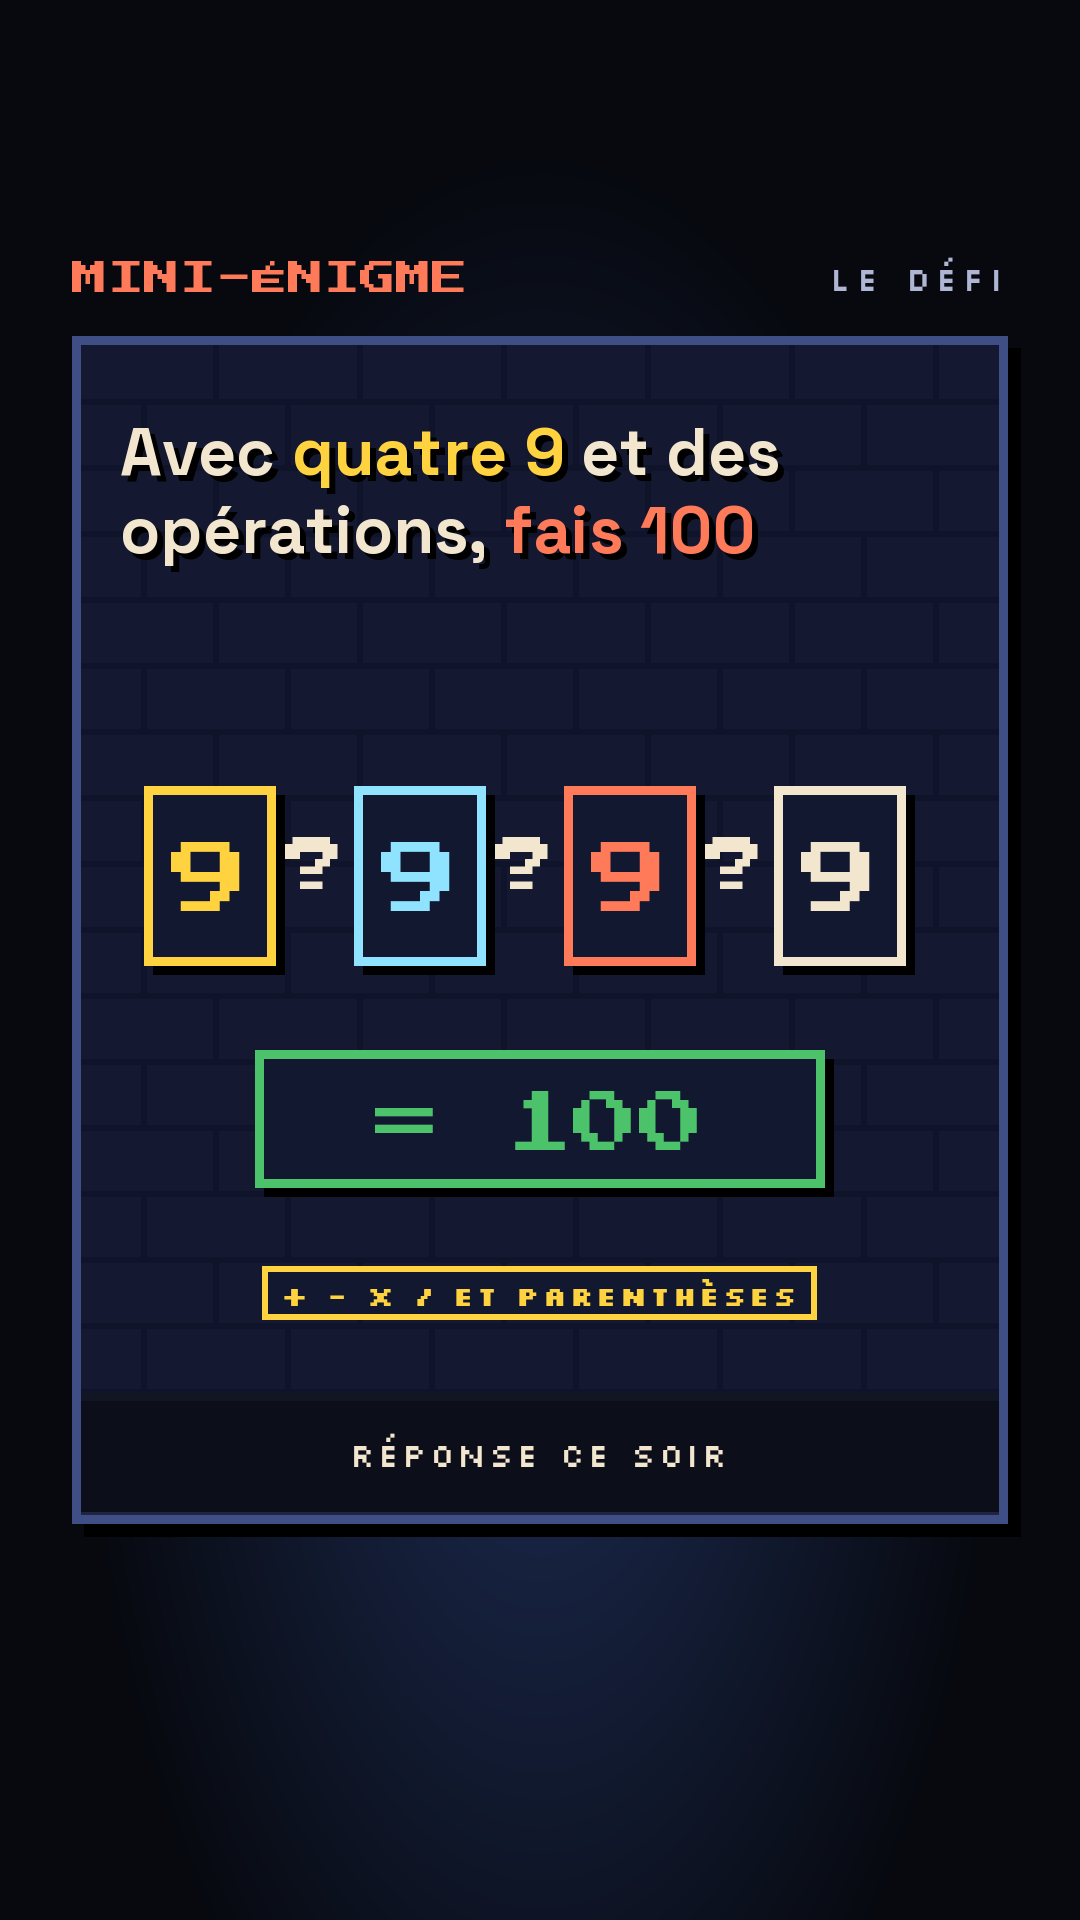 MINI-ÉNIGME
LE DÉFI
Avec quatre 9 et des
opérations, fais 100
9 ? 9 ? 9 ? 9
= 100
+ - X / ET PARENTHÈSES
RÉPONSE CE SOIR